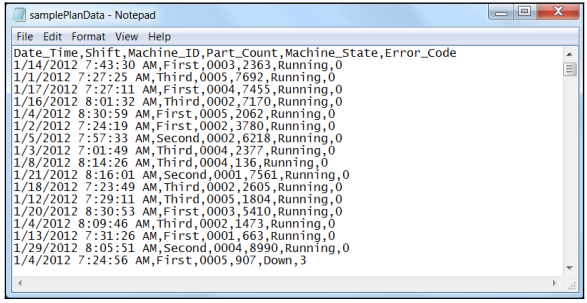 samplePlanData - Notepad
File Edit Format View Help
Date_Time,Shift,Machine_ID,Part_Count,Machine_State,Error_Code
1/14/2012 7:43:30 AM,First,0003,2363,Running,0
1/1/2012 7:27:25 AM,Third,0005,7692,Running,0
1/17/2012 7:27:11 AM,First,0004,7455,Running,0
1/16/2012 8:01:32 AM,Third,0002,7170,Running,0
1/4/2012 8:30:59 AM,First,0005,2062,Running,0
1/2/2012 7:24:19 AM,First,0002,3780,Running,0
1/5/2012 7:57:33 AM,Second,0002,6218,Running,0
1/3/2012 7:01:49 AM,Third,0004,2377,Running,0
1/8/2012 8:14:26 AM,Third,0004,136,Running,0
1/21/2012 8:16:01 AM,Second,0001,7561,Running,0
1/18/2012 7:23:49 AM,Third,0002,2605,Running,0
1/12/2012 7:29:11 AM,Third,0005,1804,Running,0
1/20/2012 8:30:53 AM,First,0003,5410,Running,0
1/4/2012 8:09:46 AM,Third,0002,1473,Running,0
1/13/2012 7:31:26 AM,First,0001,663,Running,0
1/29/2012 8:05:51 AM,Second,0004,8990,Running,0
1/4/2012 7:24:56 AM,First,0005,907,Down,3